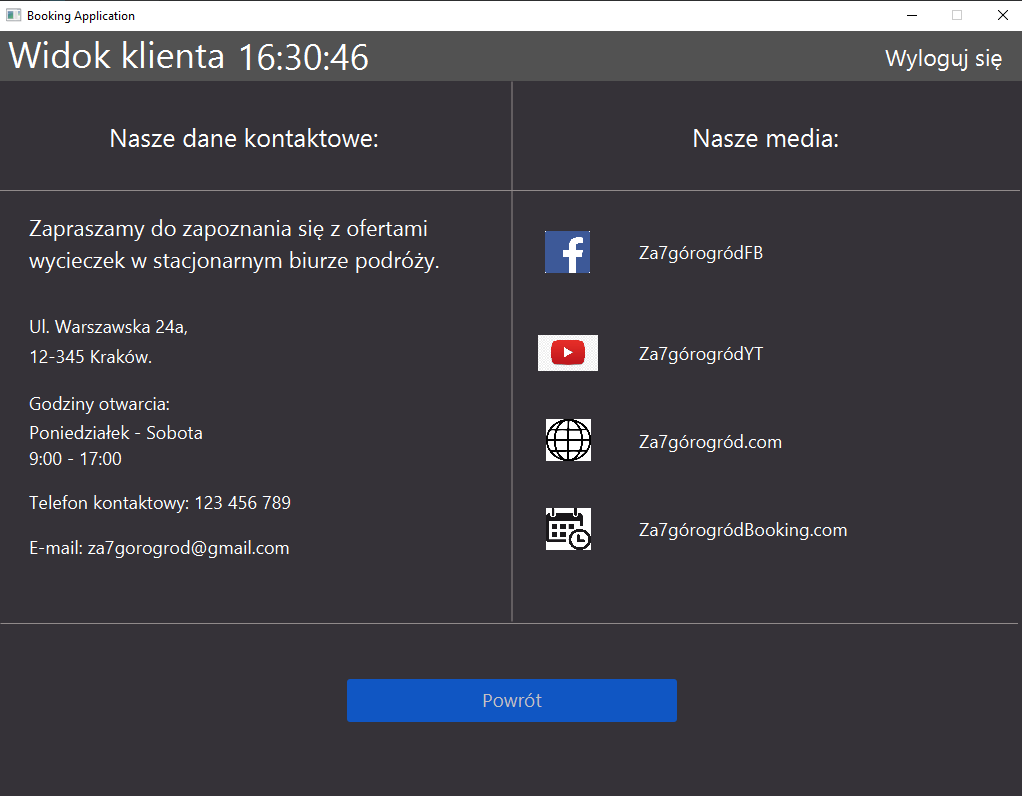 Booking Application
Widok klienta 16:30:46
Wyloguj się
Nasze dane kontaktowe:
Zapraszamy do zapoznania się z ofertami
wycieczek w stacjonarnym biurze podróży.
Ul. Warszawska 24a,
12-345 Kraków.
Godziny otwarcia:
Poniedziałek - Sobota
9:00 - 17:00
Telefon kontaktowy: 123 456 789
E-mail: za7gorogrod@gmail.com
Nasze media:
Za7górogródFB
Za7górogródYT
Za7górogród.com
Za7górogródBooking.com
Powrót